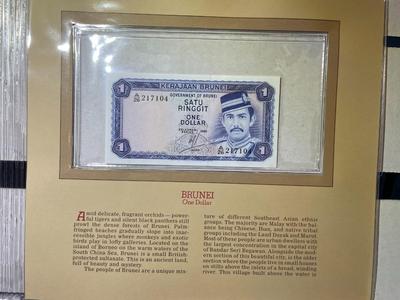 1
KERAJAAN BRUNEI
1
A/26 217104
GOVERNMENT OF BRUNEI
SATU
RINGGIT
ONE
DOLLAR
A/26 217104
1
1
BRUNEI
One Dollar
Amid delicate, fragrant orchids — power-
ful tigers and silent black panthers still
prowl the dense forests of Brunei. Palm-
fringed beaches gradually slope into inac-
cessible jungles where monkeys and exotic
birds play in lofty galleries. Located on the
island of Borneo on the warm waters of the
South China Sea, Brunei is a small British-
protected sultanate. This is an ancient land,
full of beauty and mystery.
The people of Brunei are a unique mix-
ture of different Southeast Asian ethnic
groups. The majority are Malay with the bal-
ance being Chinese, Iban, and native tribal
groups including the Land Dayak and Murut.
Most of these people are urban dwellers with
the largest concentration in the capital city
of Bandar Seri Begawan. Alongside the mod-
ern section of this beautiful city, is the older
section where the people live in small houses
on stilts above the inlets of a broad, winding
river. This village built above the water is